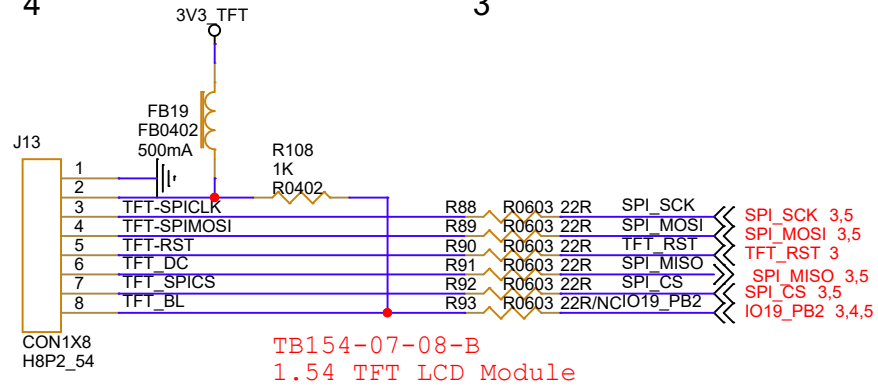 4 3
3V3_TFT
FB19
FB0402
500mA
J13
R108
1K
R0402
1
2
3 TFT-SPICLK R88 R0603 22R SPI_SCK SPI_SCK 3,5
4 TFT-SPIMOSI R89 R0603 22R SPI_MOSI SPI_MOSI 3,5
5 TFT-RST R90 R0603 22R TFT_RST TFT_RST 3
6 TFT_DC R91 R0603 22R SPI_MISO SPI_MISO 3,5
7 TFT_SPICS R92 R0603 22R SPI_CS SPI_CS 3,5
8 TFT_BL R93 R0603 22R/NC IO19_PB2 IO19_PB2 3,4,5
CON1X8
H8P2_54
TB154-07-08-B
1.54 TFT LCD Module